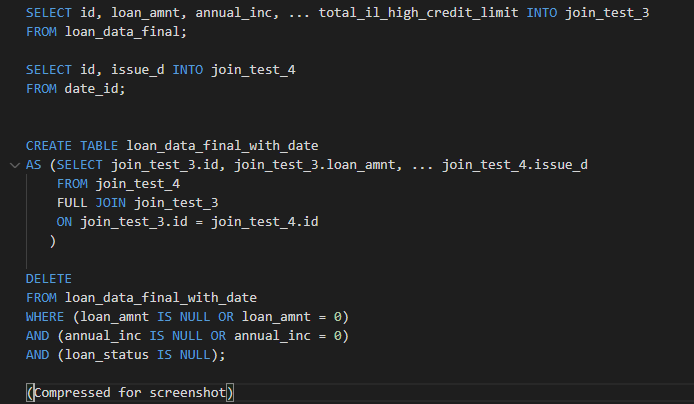 SELECT id, loan_amnt, annual_inc, ... total_il_high_credit_limit INTO join_test_3
FROM loan_data_final;
SELECT id, issue_d INTO join_test_4
FROM date_id;
CREATE TABLE loan_data_final_with_date
AS (SELECT join_test_3.id, join_test_3.loan_amnt, ... join_test_4.issue_d
FROM join_test_4
FULL JOIN join_test_3
ON join_test_3.id = join_test_4.id
)
DELETE
FROM loan_data_final_with_date
WHERE (loan_amnt IS NULL OR loan_amnt = 0)
AND (annual_inc IS NULL OR annual_inc = 0)
AND (loan_status IS NULL);
(Compressed for screenshot)